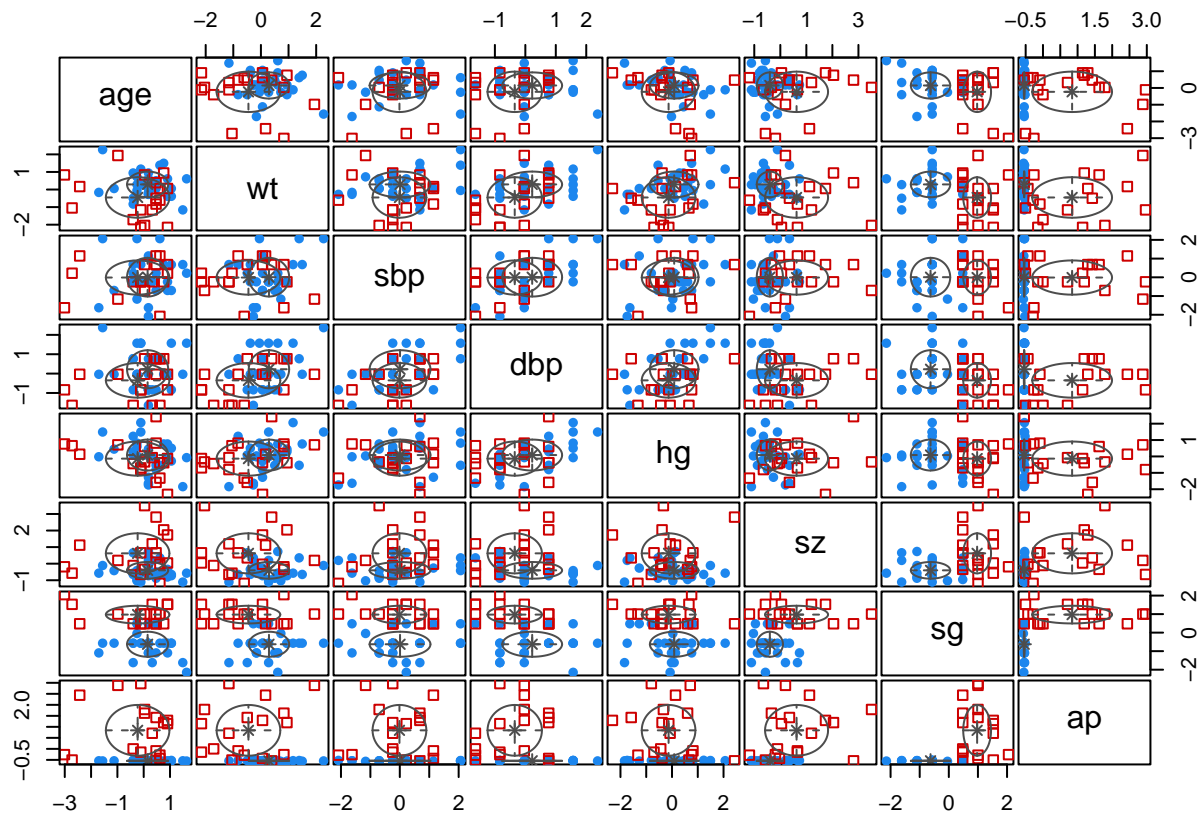 −2 0 2 −1 1 2 −1 1 3 −0.5 1.5 3.0
age −3 0
−2 1 wt
sbp −2 0 2
−1 1 dbp
hg −2 1
−1 2 sz
sg −2 0 2
−0.5 2.0 ap
−3 −1 1 −2 0 2 −2 0 2 −2 0 2